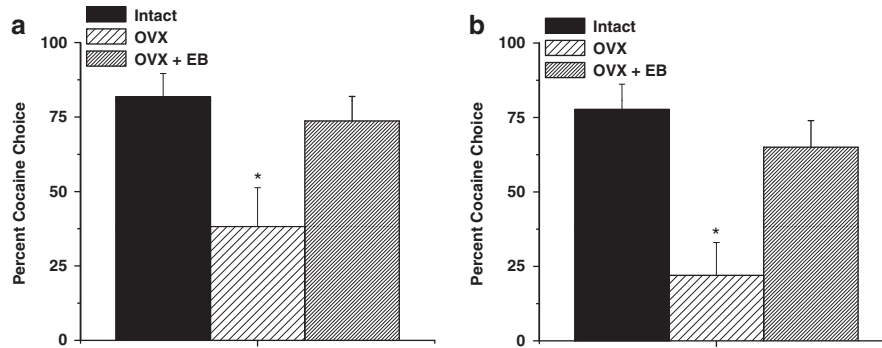 a
Intact
OVX
OVX + EB
100
75
50
25
0
Percent Cocaine Choice
*
b
Intact
OVX
OVX + EB
100
75
50
25
0
Percent Cocaine Choice
*